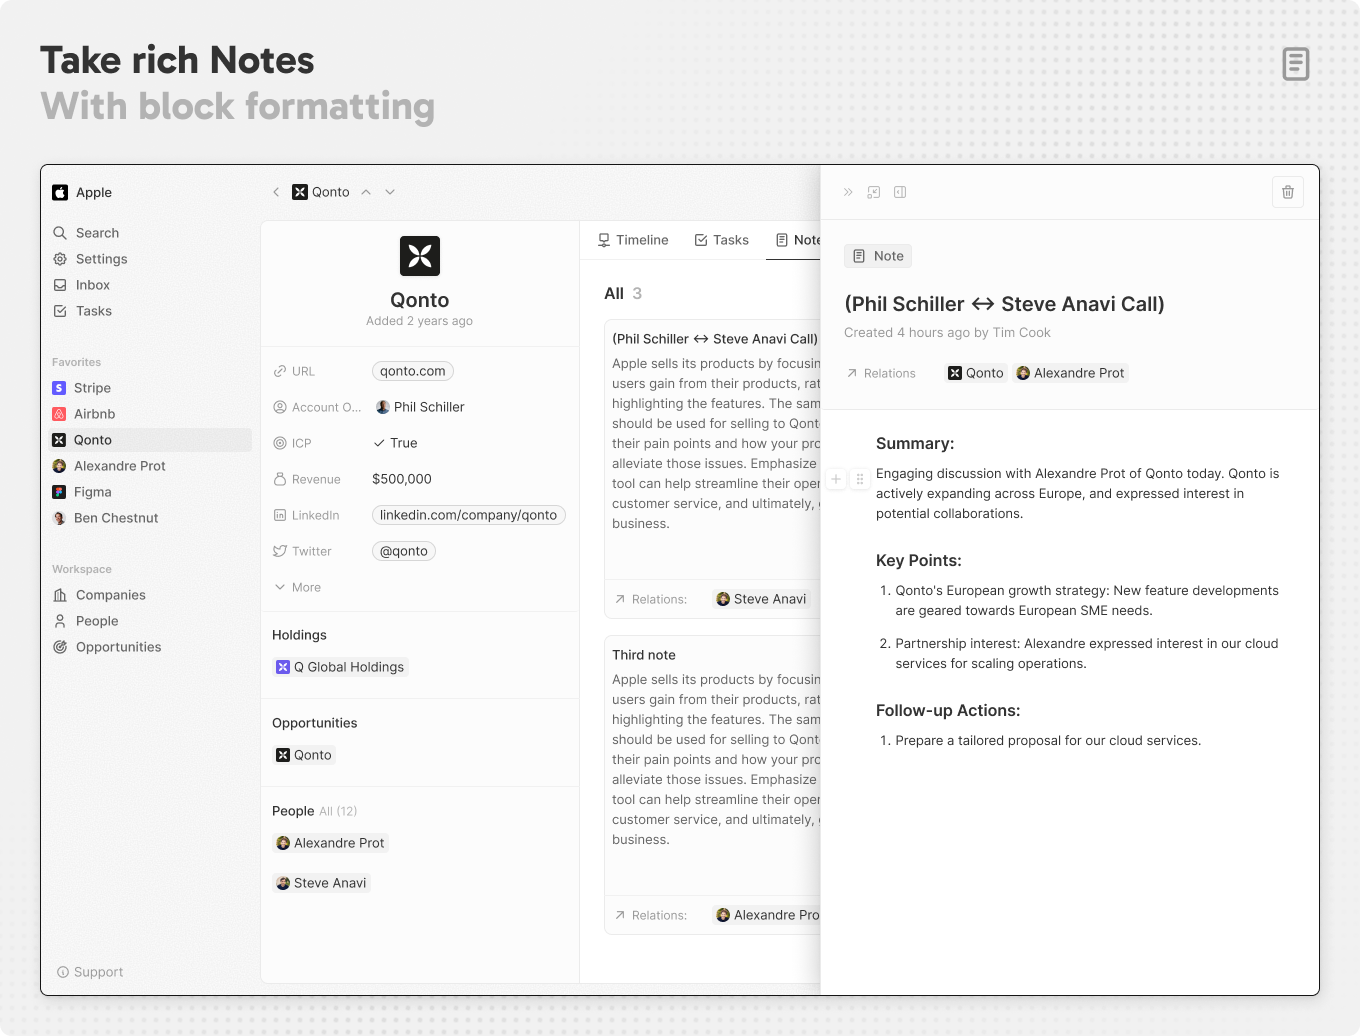 Take rich Notes
With block formatting
Apple
Search
Settings
Inbox
Tasks
Favorites
Stripe
Airbnb
Qonto
Alexandre Prot
Figma
Ben Chestnut
Workspace
Companies
People
Opportunities
Support
Qonto
Qonto
Added 2 years ago
URL
qonto.com
Account O...
Phil Schiller
ICP
True
Revenue
$500,000
LinkedIn
linkedin.com/company/qonto
Twitter
@qonto
More
Holdings
Q Global Holdings
Opportunities
Qonto
People All (12)
Alexandre Prot
Steve Anavi
Timeline
Tasks
Note
All 3
(Phil Schiller <-> Steve Anavi Call)
Apple sells its products by focusin
users gain from their products, rat
highlighting the features. The sam
should be used for selling to Qont
their pain points and how your pro
alleviate those issues. Emphasize
tool can help streamline their oper
customer service, and ultimately,
business.
Relations:
Steve Anavi
Third note
Apple sells its products by focusin
users gain from their products, rat
highlighting the features. The sam
should be used for selling to Qont
their pain points and how your pro
alleviate those issues. Emphasize
tool can help streamline their oper
customer service, and ultimately,
business.
Relations:
Alexandre Pro
Note
(Phil Schiller <-> Steve Anavi Call)
Created 4 hours ago by Tim Cook
Relations
Qonto
Alexandre Prot
Summary:
Engaging discussion with Alexandre Prot of Qonto today. Qonto is
actively expanding across Europe, and expressed interest in
potential collaborations.
Key Points:
1. Qonto's European growth strategy: New feature developments
are geared towards European SME needs.
2. Partnership interest: Alexandre expressed interest in our cloud
services for scaling operations.
Follow-up Actions:
1. Prepare a tailored proposal for our cloud services.